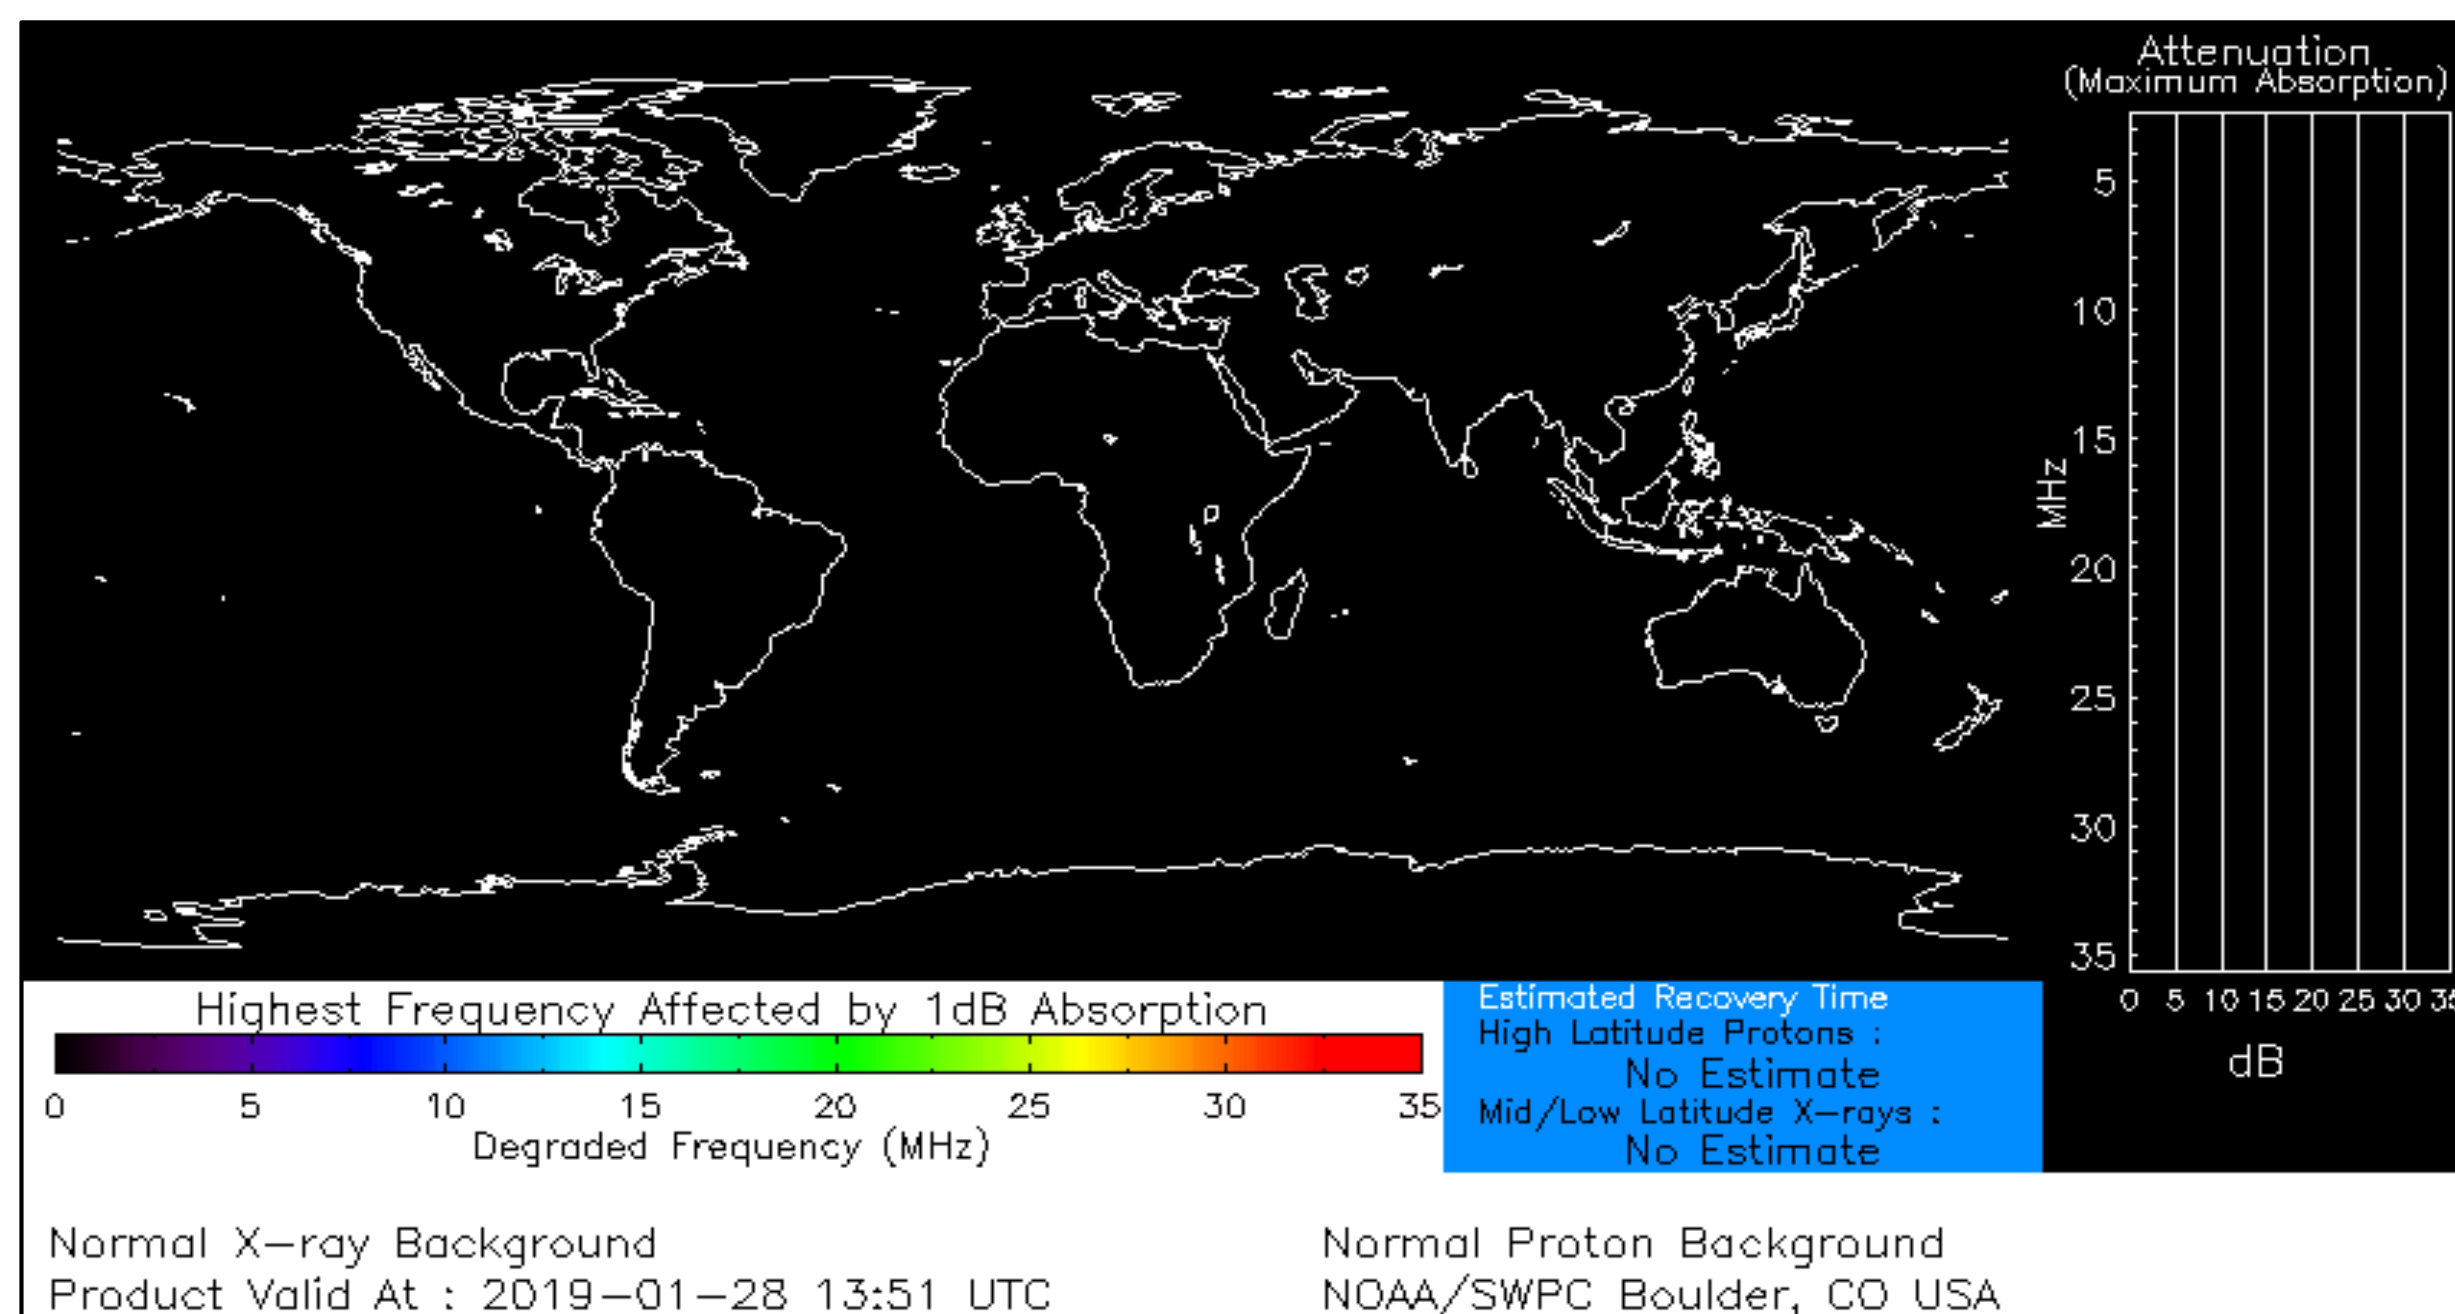 Attenuation
(Maximum Absorption)
5
10
15
20
25
30
35
MHz
0 5 10 15 20 25 30 35
dB
Highest Frequency Affected by 1dB Absorption
0 5 10 15 20 25 30 35
Degraded Frequency (MHz)
Estimated Recovery Time
High Latitude Protons :
No Estimate
Mid/Low Latitude X-rays :
No Estimate
Normal X-ray Background
Normal Proton Background
Product Valid At : 2019-01-28 13:51 UTC
NOAA/SWPC Boulder, CO USA